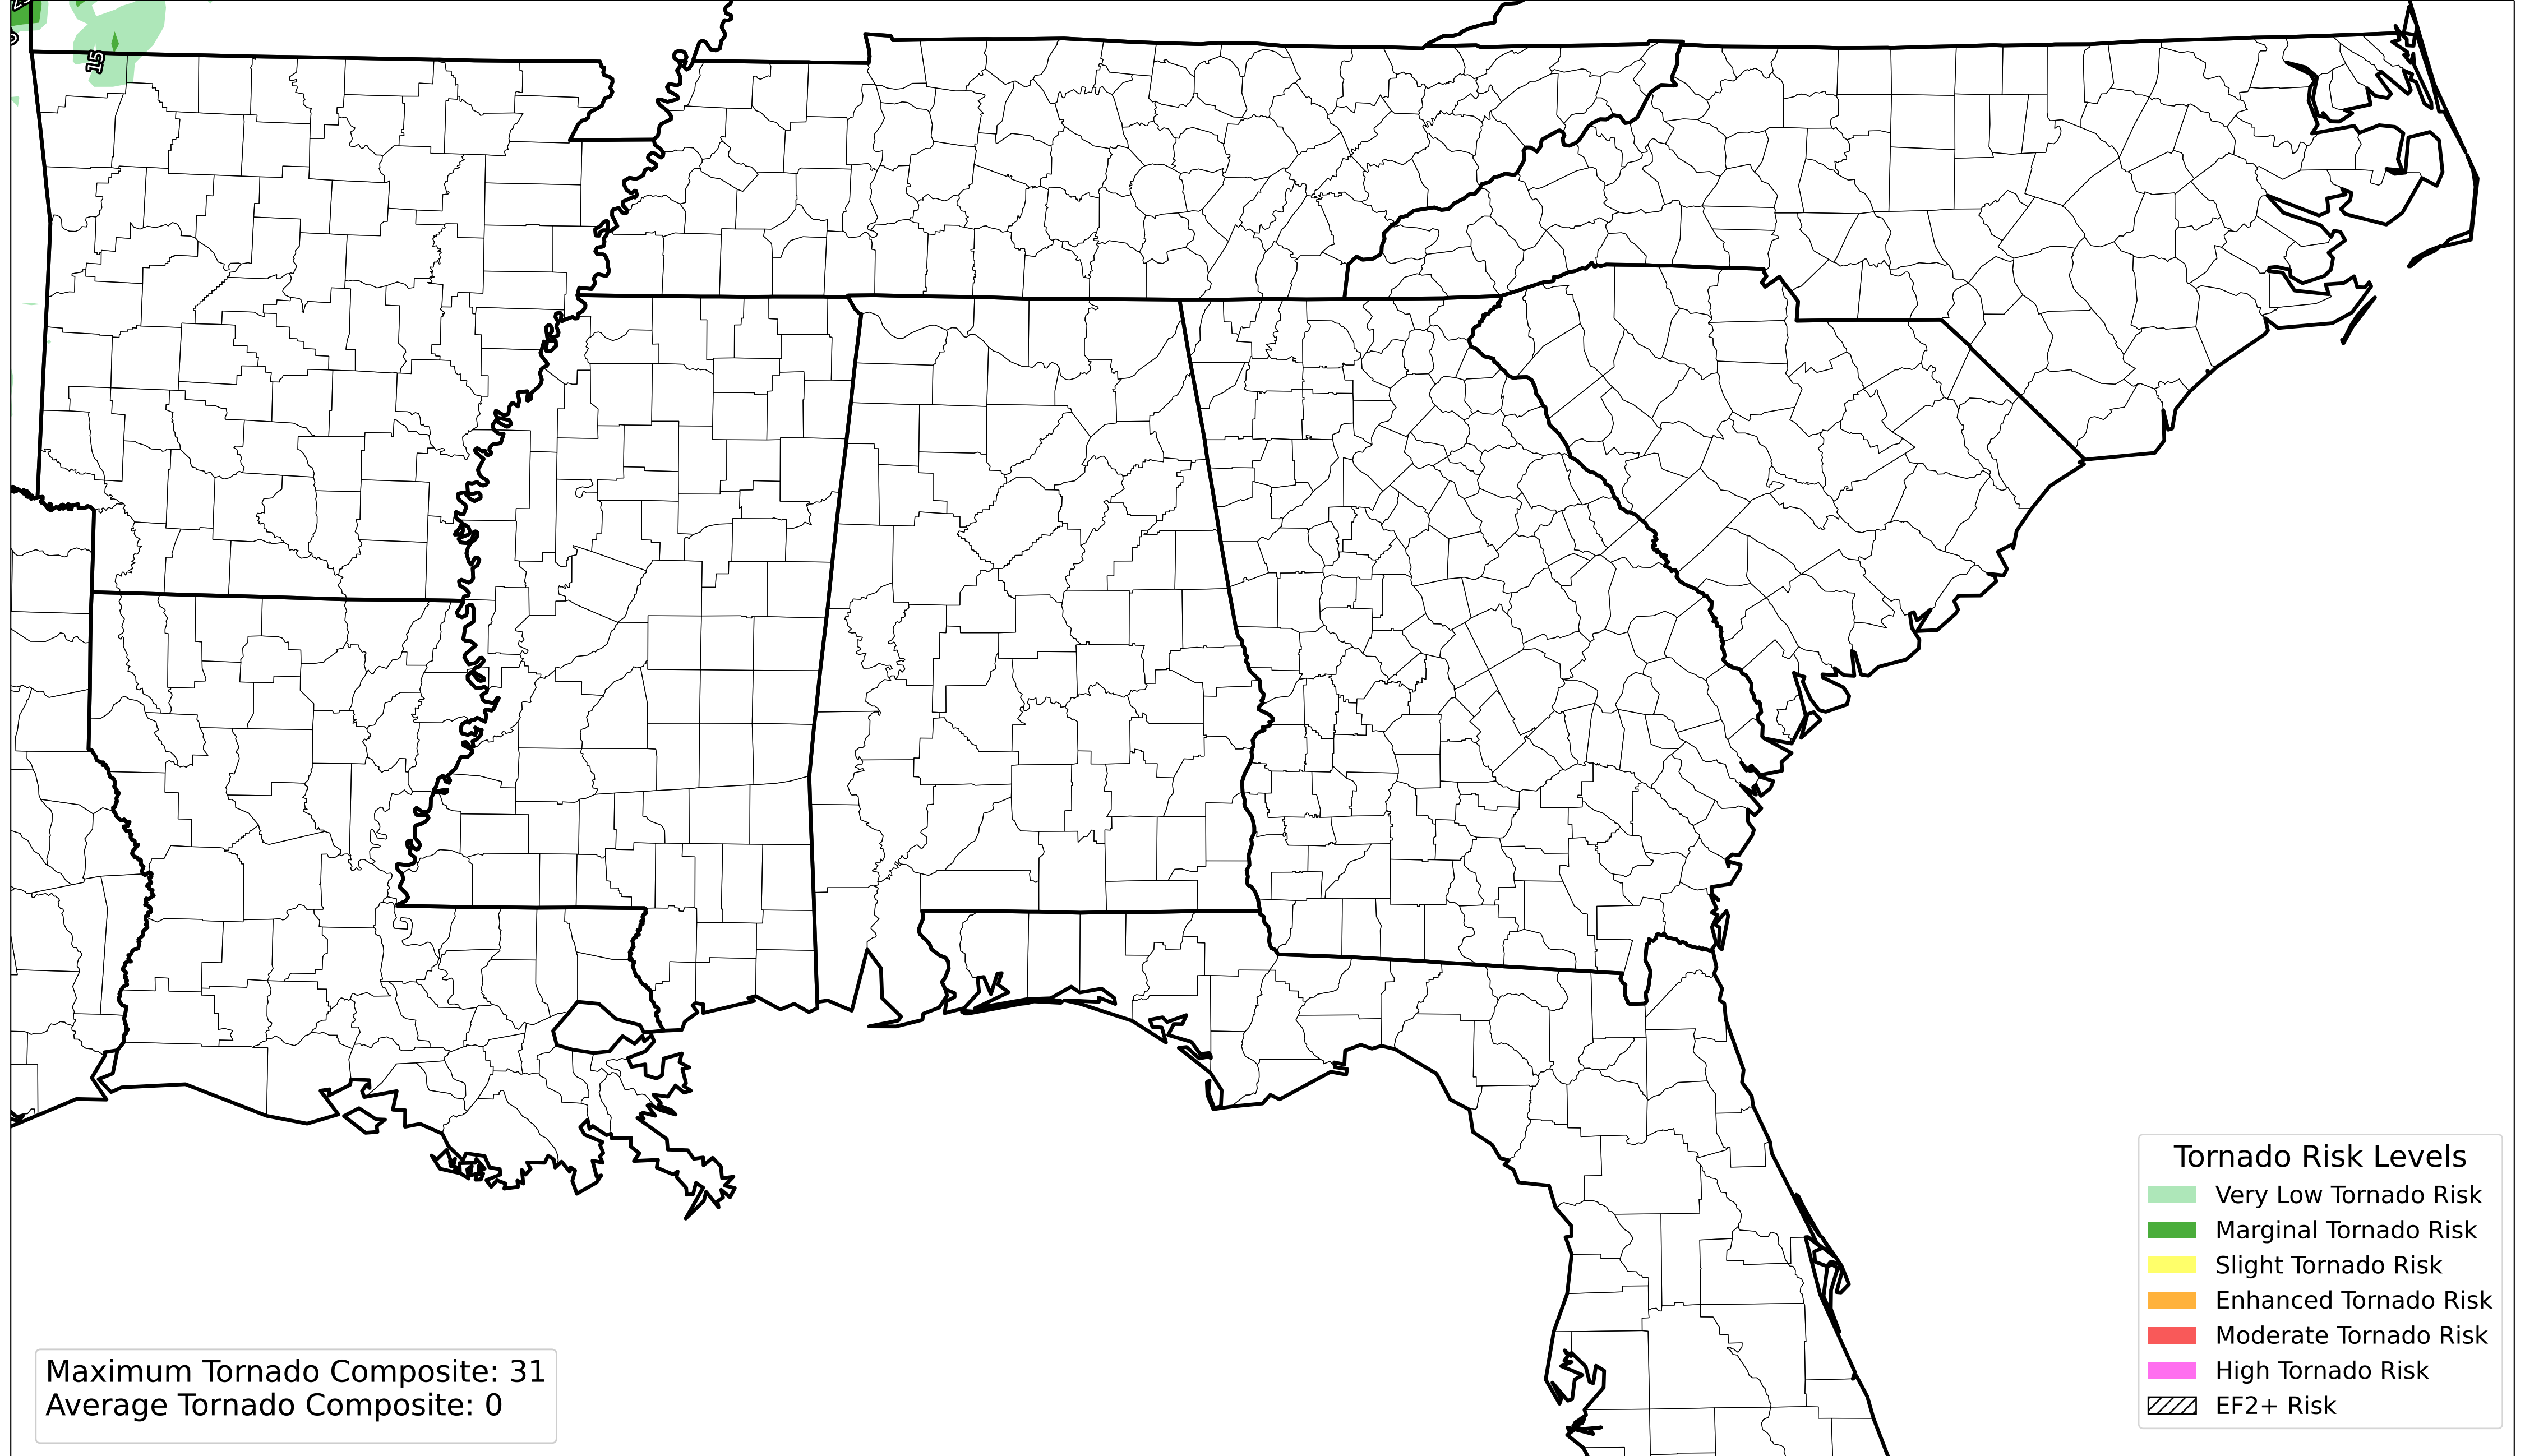 15
Tornado Risk Levels
Very Low Tornado Risk
Marginal Tornado Risk
Slight Tornado Risk
Enhanced Tornado Risk
Moderate Tornado Risk
High Tornado Risk
EF2+ Risk
Maximum Tornado Composite: 31
Average Tornado Composite: 0